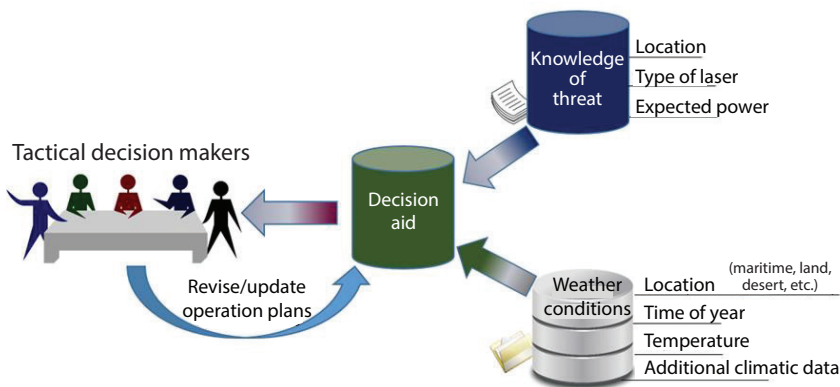 Knowledge
of
threat
Location
Type of laser
Expected power
Tactical decision makers
Decision
aid
Revise/update
operation plans
Weather
conditions
Location
(maritime, land,
desert, etc.)
Time of year
Temperature
Additional climatic data